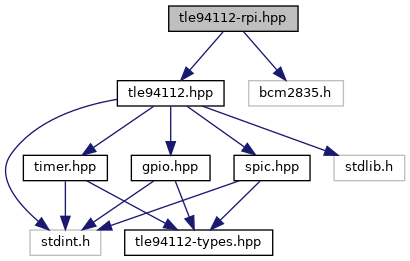 tle94112-rpi.hpp
tle94112.hpp
bcm2835.h
timer.hpp
gpio.hpp
spic.hpp
stdlib.h
stdint.h
tle94112-types.hpp